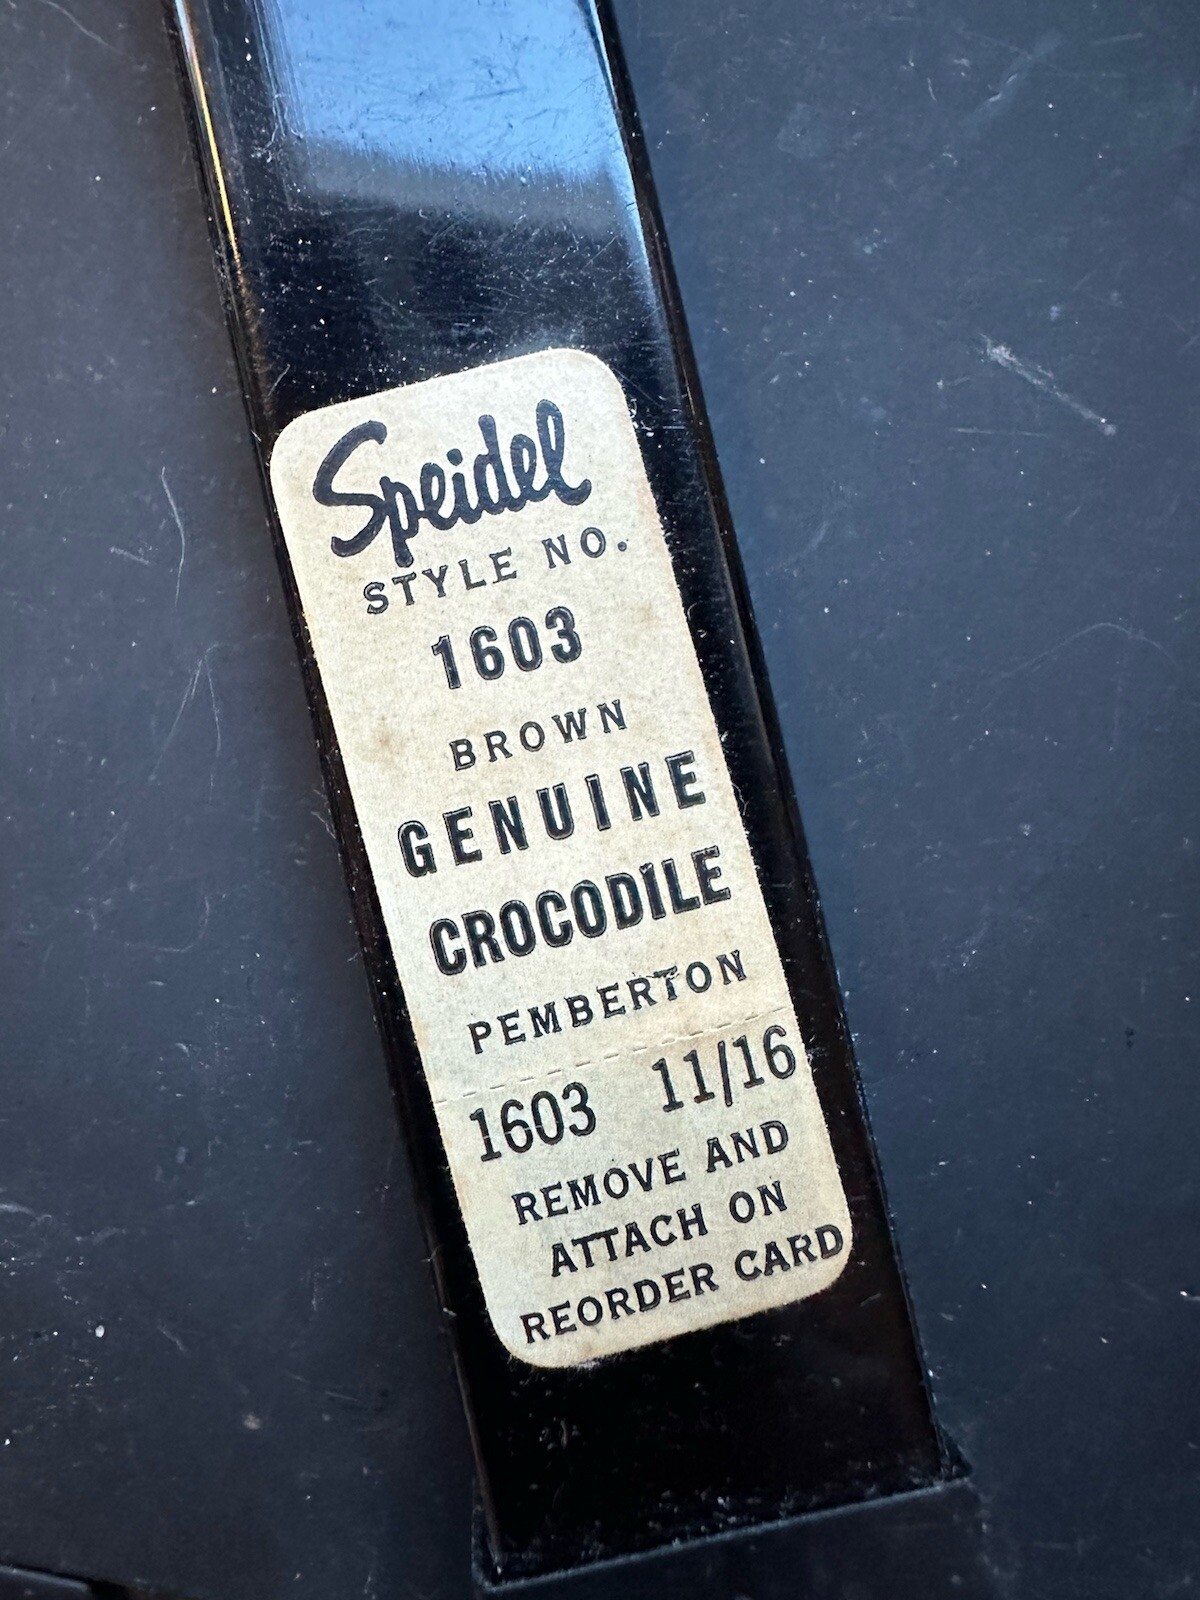 Speidel
STYLE NO.
1603
BROWN
GENUINE
CROCODILE
PEMBERTON
1603 11/16
REMOVE AND
ATTACH ON
REORDER CARD